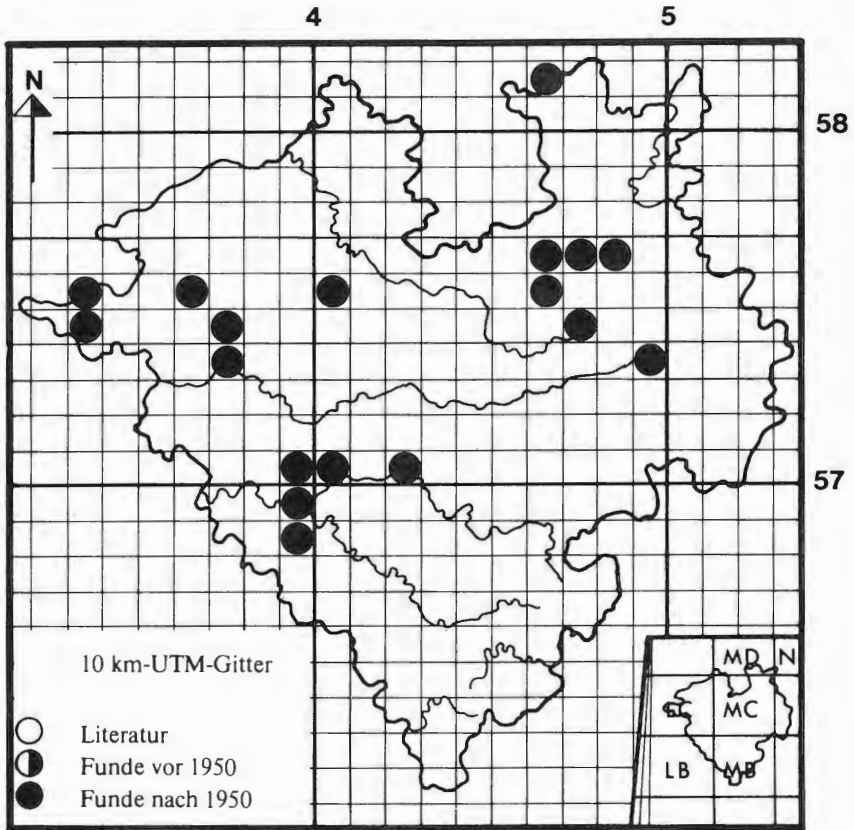 4 5
N
58
57
10 km-UTM-Gitter
Literatur
Funde vor 1950
Funde nach 1950
MD N
MC
LB MB